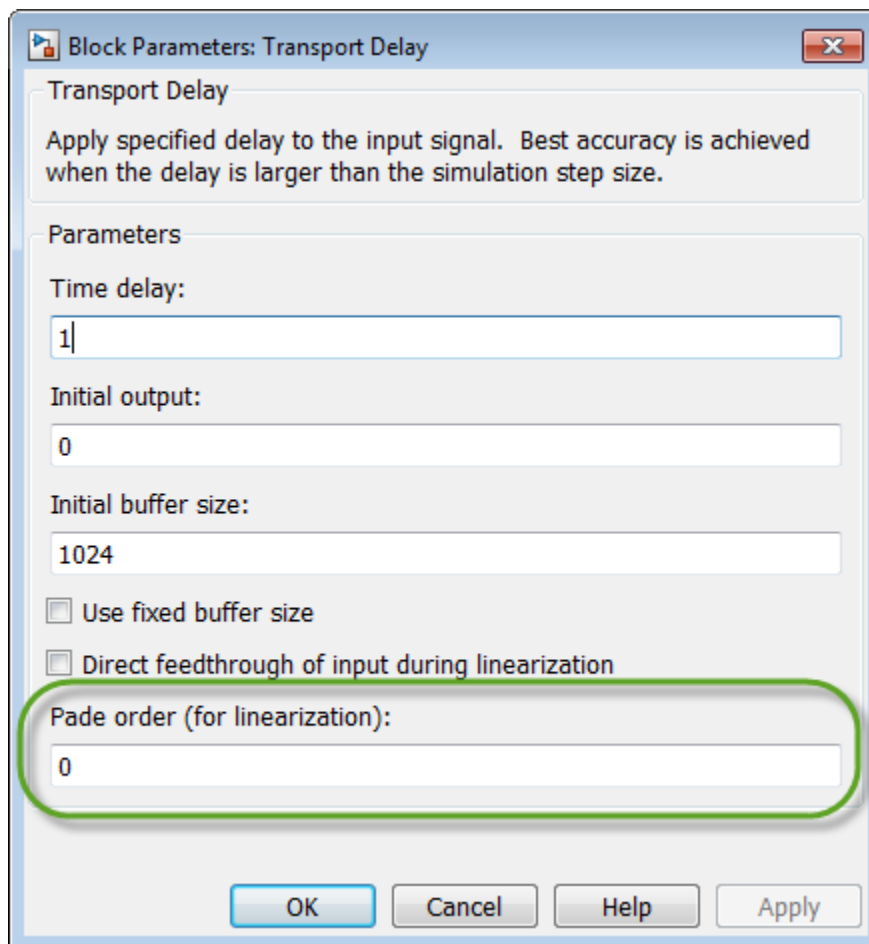 Block Parameters: Transport Delay
Transport Delay
Apply specified delay to the input signal.  Best accuracy is achieved
when the delay is larger than the simulation step size.
Parameters
Time delay:
1
Initial output:
0
Initial buffer size:
1024
Use fixed buffer size
Direct feedthrough of input during linearization
Pade order (for linearization):
0
OK Cancel Help Apply